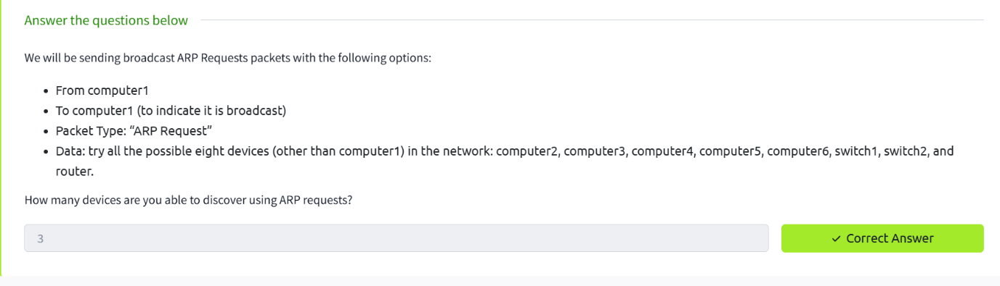 Answer the questions below
We will be sending broadcast ARP Requests packets with the following options:
• From computer1
• To computer1 (to indicate it is broadcast)
• Packet Type: “ARP Request”
• Data: try all the possible eight devices (other than computer1) in the network: computer2, computer3, computer4, computer5, computer6, switch1, switch2, and
router.
How many devices are you able to discover using ARP requests?
3
✓ Correct Answer